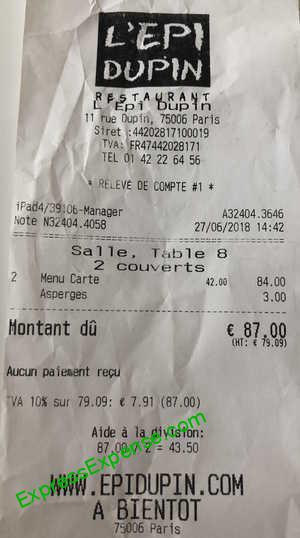 L'EPI
DUPIN
RESTAURANT
L'Epi Dupin
11 rue Dupin, 75006 Paris
Siret :44202817100019
TVA: FR47442028171
TEL 01 42 22 64 56
* RELEVÉ DE COMPTE #1 *
iPad4/39106-Manager A32404.3646
Note N32404.4058 27/06/2018 14:42
Salle, Table 8
2 couverts
2 Menu Carte 42.00 84.00
Asperges 3.00
Montant dû € 87.00
(HT: € 79.09)
Aucun paiement reçu
TVA 10% sur 79.09: € 7.91 (87.00)
Aide à la division:
87.00 / 2 = 43.50
WWW.EPIDUPIN.COM
A BIENTOT
75006 Paris
ExpressExpense.com